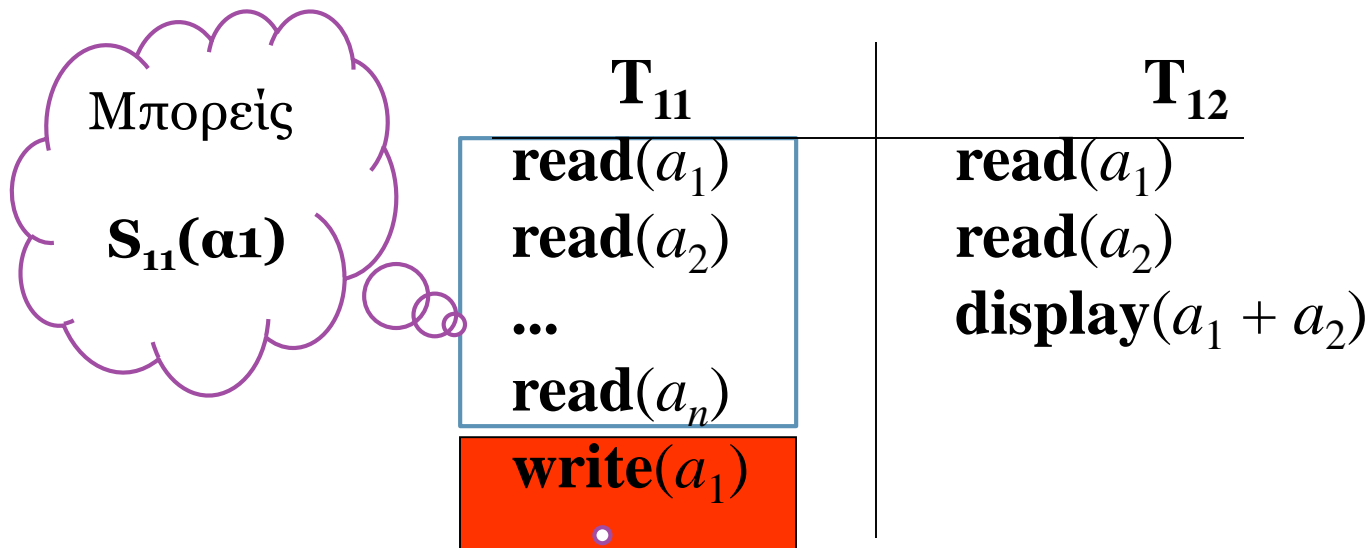 Μπορείς
S₁₁(α1)
T₁₁ T₁₂
read(a₁) read(a₁)
read(a₂) read(a₂)
... display(a₁ + a₂)
read(aₙ)
write(a₁)